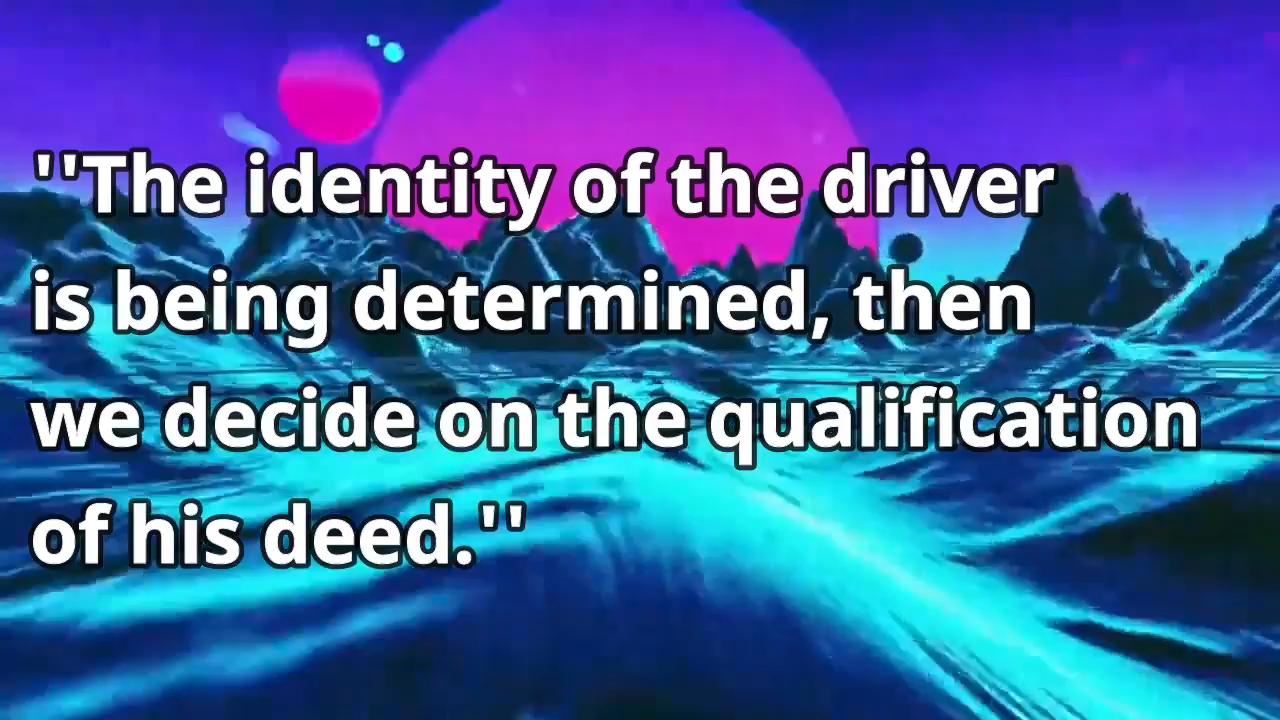 ''The identity of the driver
is being determined, then
we decide on the qualification
of his deed.''